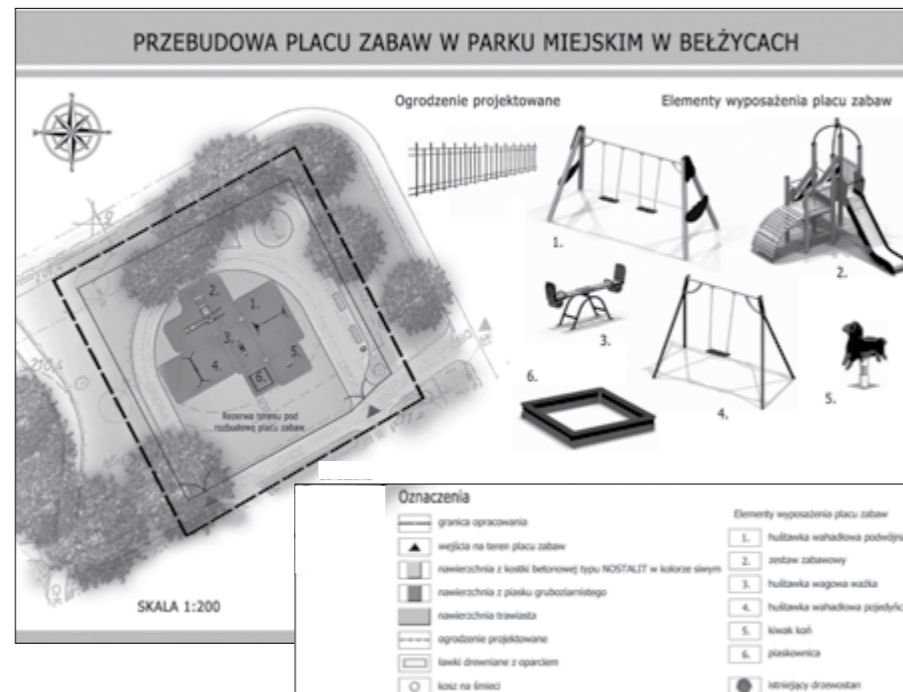 PRZEBUDOWA PLACU ZABAW W PARKU MIEJSKIM W BEŁŻYCACH
Ogrodzenie projektowane
Elementy wyposażenia placu zabaw
N
1.
2.
3.
4.
5.
6.
2.
1.
3.
4.
5.
6.
Rezerwa terenu pod
rozbudowę placu zabaw
SKALA 1:200
Oznaczenia
granica opracowania
wejścia na teren placu zabaw
nawierzchnia z kostki betonowej typu NOSTALIT w kolorze siwym
nawierzchnia z piasku gruboziarnistego
nawierzchnia trawiasta
ogrodzenie projektowane
ławki drewniane z oparciem
kosz na śmieci
Elementy wyposażenia placu zabaw
1. huśtawka wahadłowa podwójna
2. zestaw zabawowy
3. huśtawka wagowa ważka
4. huśtawka wahadłowa
5. kiwak koń
6. piaskownica
istniejący drzewostan